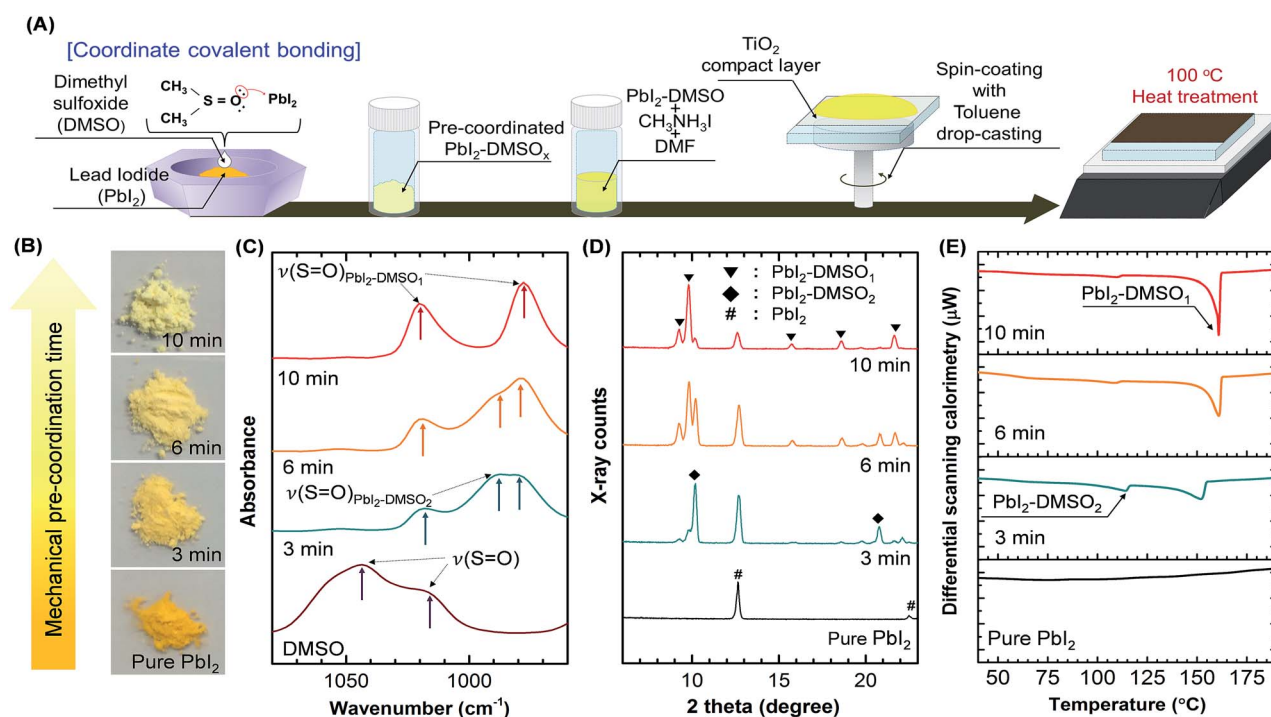 (A)
[Coordinate covalent bonding]
Dimethyl
sulfoxide
(DMSO)
CH₃
S = O
CH₃
PbI₂
Lead Iodide
(PbI₂)
Pre-coordinated
PbI₂-DMSOₓ
PbI₂-DMSO
+
CH₃NH₃I
+
DMF
TiO₂
compact layer
Spin-coating
with
Toluene
drop-casting
100 °C
Heat treatment
(B)
Mechanical pre-coordination time
10 min
6 min
3 min
Pure PbI₂
(C)
ν(S=O)PbI₂-DMSO₁
10 min
6 min
ν(S=O)PbI₂-DMSO₂
3 min
ν(S=O)
DMSO
Absorbance
1050
1000
Wavenumber (cm⁻¹)
(D)
▼ : PbI₂-DMSO₁
◆ : PbI₂-DMSO₂
# : PbI₂
10 min
6 min
3 min
#
#
Pure PbI₂
X-ray counts
10
15
20
2 theta (degree)
(E)
PbI₂-DMSO₁
10 min
6 min
PbI₂-DMSO₂
3 min
Pure PbI₂
Differential scanning calorimetry (μW)
50
75
100
125
150
175
Temperature (°C)